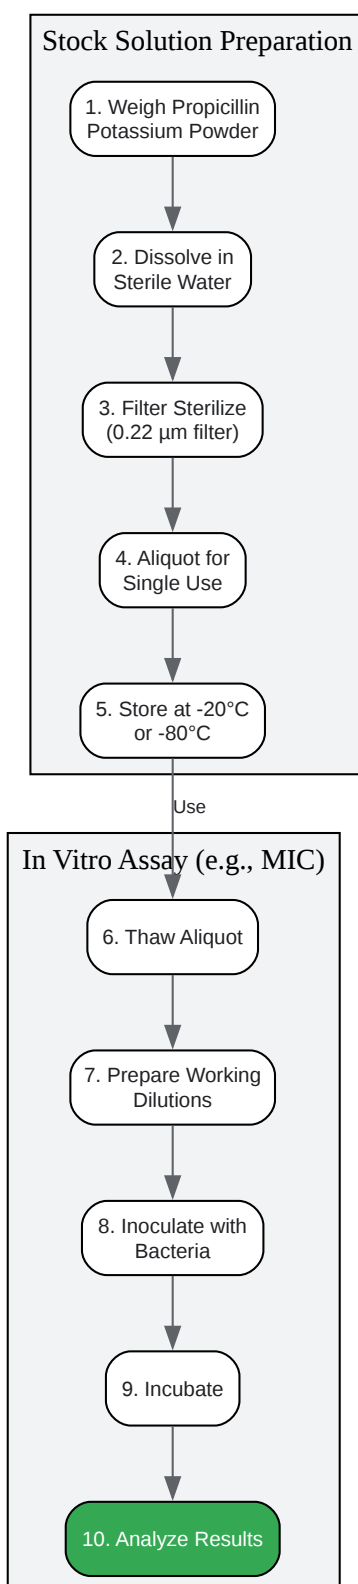 Stock Solution Preparation
1. Weigh Propicillin
Potassium Powder
2. Dissolve in
Sterile Water
3. Filter Sterilize
(0.22 µm filter)
4. Aliquot for
Single Use
5. Store at -20°C
or -80°C
Use
In Vitro Assay (e.g., MIC)
6. Thaw Aliquot
7. Prepare Working
Dilutions
8. Inoculate with
Bacteria
9. Incubate
10. Analyze Results